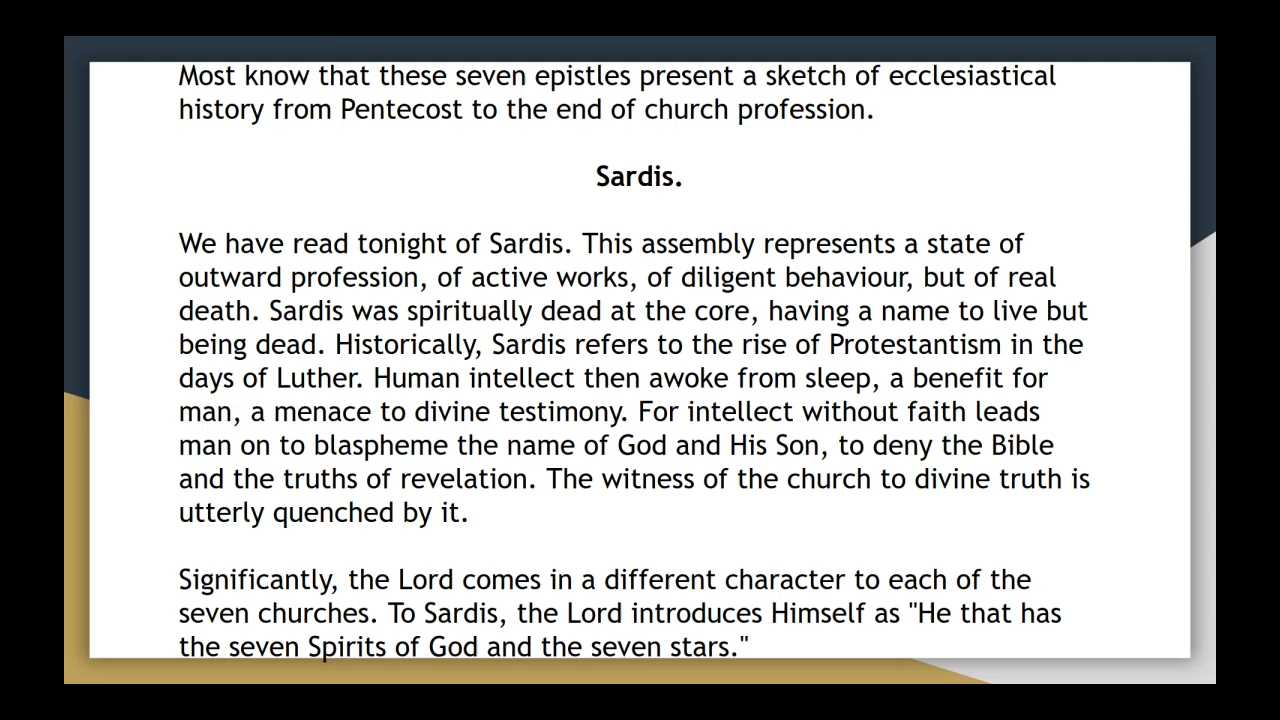 Most know that these seven epistles present a sketch of ecclesiastical
history from Pentecost to the end of church profession.
Sardis.
We have read tonight of Sardis. This assembly represents a state of
outward profession, of active works, of diligent behaviour, but of real
death. Sardis was spiritually dead at the core, having a name to live but
being dead. Historically, Sardis refers to the rise of Protestantism in the
days of Luther. Human intellect then awoke from sleep, a benefit for
man, a menace to divine testimony. For intellect without faith leads
man on to blaspheme the name of God and His Son, to deny the Bible
and the truths of revelation. The witness of the church to divine truth is
utterly quenched by it.
Significantly, the Lord comes in a different character to each of the
seven churches. To Sardis, the Lord introduces Himself as "He that has
the seven Spirits of God and the seven stars."